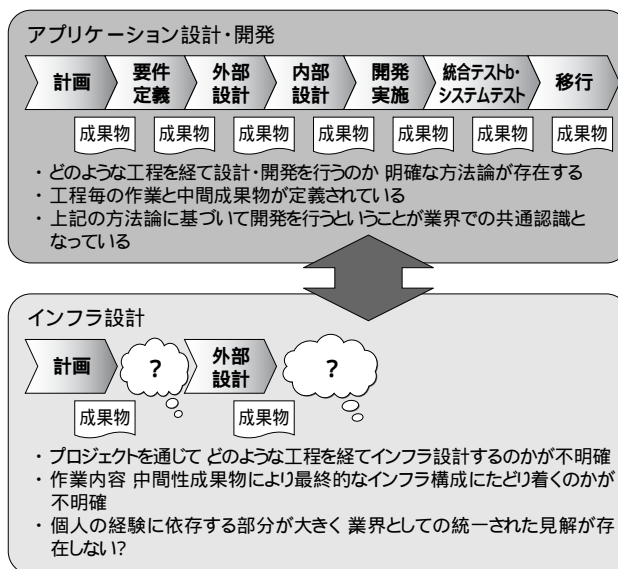 アプリケーション設計・開発
計画
要件
定義
外部
設計
内部
設計
開発
実施
統合テストb・
システムテスト
移行
成果物 成果物 成果物 成果物 成果物 成果物 成果物
・ どのような工程を経て設計・開発を行うのか 明確な方法論が存在する
・ 工程毎の作業と中間成果物が定義されている
・ 上記の方法論に基づいて開発を行うということが業界での共通認識と
なっている
インフラ設計
計画
?
外部
設計
?
成果物 成果物
・ プロジェクトを通じて どのような工程を経てインフラ設計するのかが不明確
・ 作業内容 中間性成果物により最終的なインフラ構成にたどり着くのかが
不明確
・ 個人の経験に依存する部分が大きく 業界としての統一された見解が存
在しない?